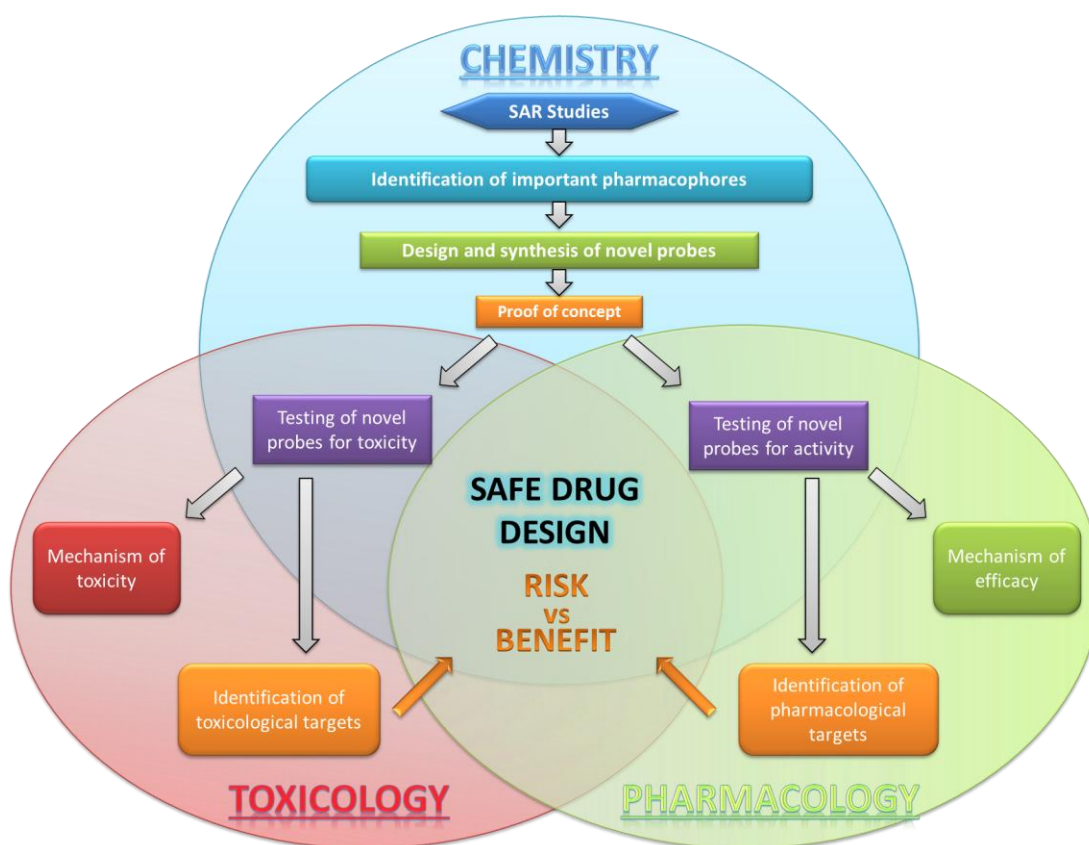 CHEMISTRY
SAR Studies
Identification of important pharmacophores
Design and synthesis of novel probes
Proof of concept
Testing of novel
probes for toxicity
Testing of novel
probes for activity
SAFE DRUG
DESIGN
RISK
vs
BENEFIT
Mechanism of
toxicity
Mechanism of
efficacy
Identification of
toxicological targets
Identification of
pharmacological
targets
TOXICOLOGY
PHARMACOLOGY